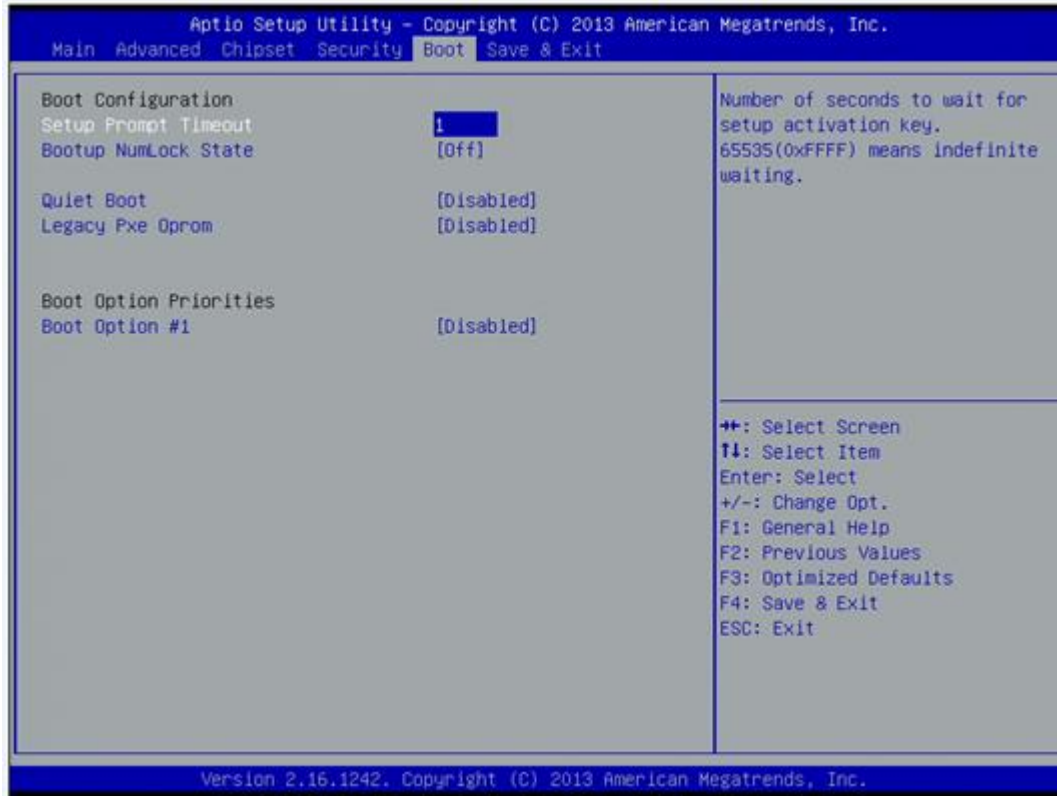 Aptio Setup Utility - Copyright (C) 2013 American Megatrends, Inc.
Main Advanced Chipset Security Boot Save & Exit
Boot Configuration
Setup Prompt Timeout 1
Bootup NumLock State [Off]
Quiet Boot [Disabled]
Legacy Pxe Oprom [Disabled]
Boot Option Priorities
Boot Option #1 [Disabled]
Number of seconds to wait for
setup activation key.
65535(0xFFFF) means indefinite
waiting.
→←: Select Screen
↑↓: Select Item
Enter: Select
+/-: Change Opt.
F1: General Help
F2: Previous Values
F3: Optimized Defaults
F4: Save & Exit
ESC: Exit
Version 2.16.1242. Copyright (C) 2013 American Megatrends, Inc.